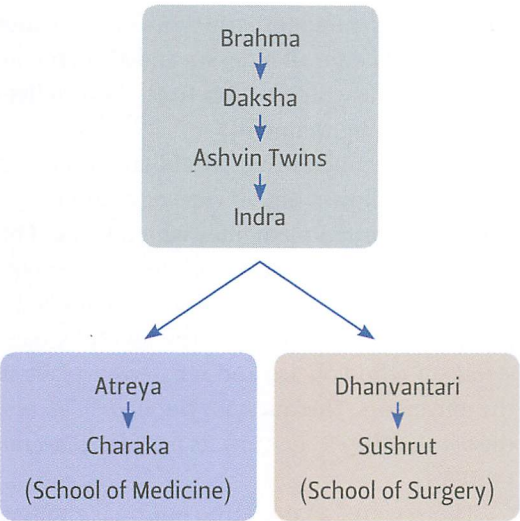 Brahma
Daksha
Ashvin Twins
Indra
Atreya
Charaka
(School of Medicine)
Dhanvantari
Sushrut
(School of Surgery)